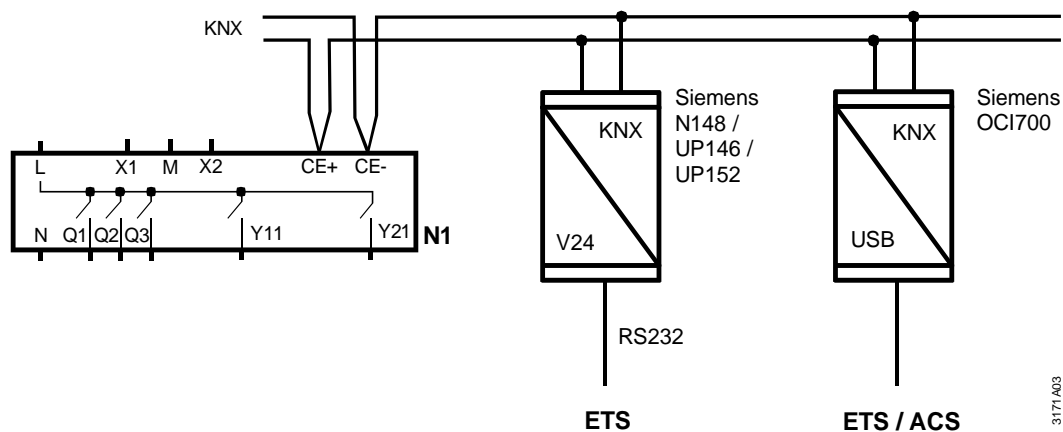 KNX
L X1 M X2 CE+ CE-
N Q1 Q2 Q3 Y11 Y21 N1
KNX
V24
Siemens
N148 /
UP146 /
UP152
RS232
ETS
KNX
USB
Siemens
OCI700
ETS / ACS
3171A03